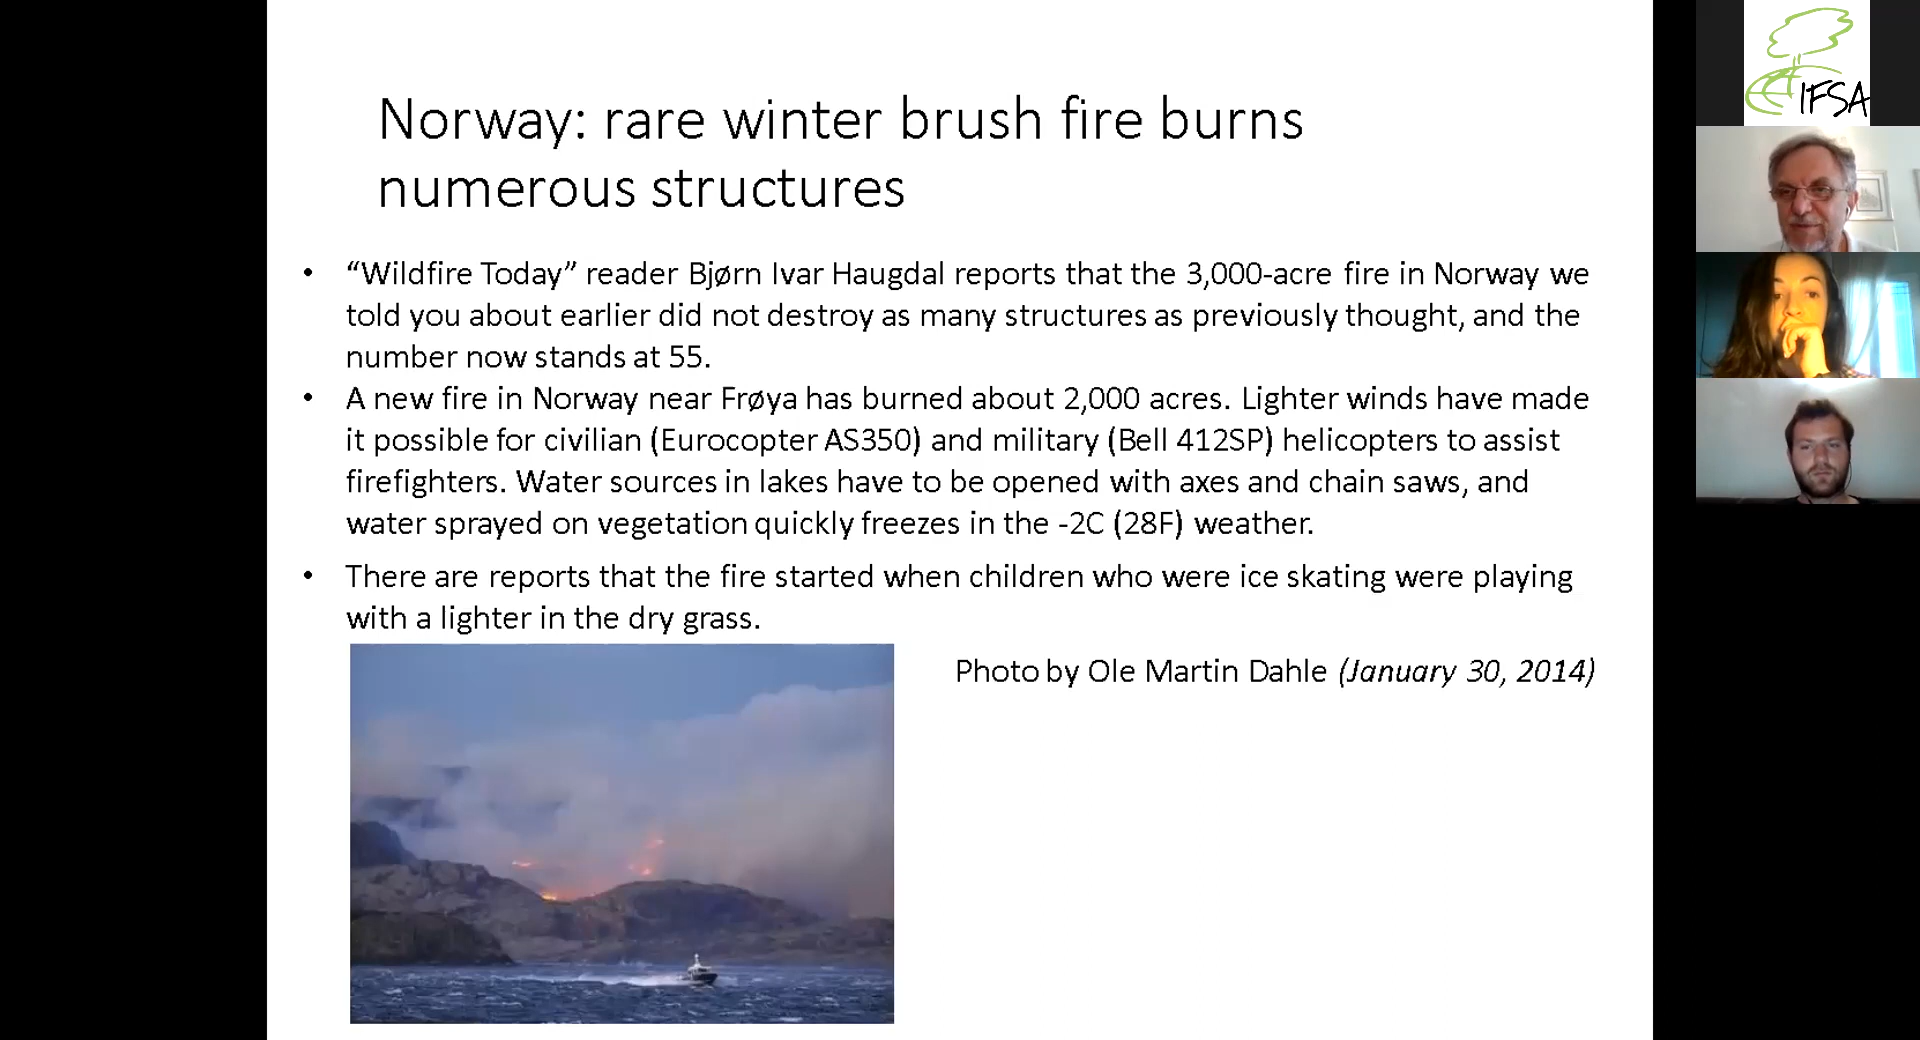 Norway: rare winter brush fire burns
numerous structures
• “Wildfire Today” reader Bjørn Ivar Haugdal reports that the 3,000-acre fire in Norway we
told you about earlier did not destroy as many structures as previously thought, and the
number now stands at 55.
• A new fire in Norway near Frøya has burned about 2,000 acres. Lighter winds have made
it possible for civilian (Eurocopter AS350) and military (Bell 412SP) helicopters to assist
firefighters. Water sources in lakes have to be opened with axes and chain saws, and
water sprayed on vegetation quickly freezes in the -2C (28F) weather.
• There are reports that the fire started when children who were ice skating were playing
with a lighter in the dry grass.
Photo by Ole Martin Dahle (January 30, 2014)
IFSA